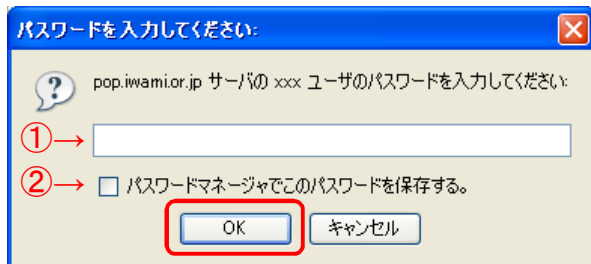 パスワードを入力してください:
pop.iwami.or.jp サーバの xxx ユーザのパスワードを入力してください:
①→
②→ パスワードマネージャでこのパスワードを保存する。
OK キャンセル